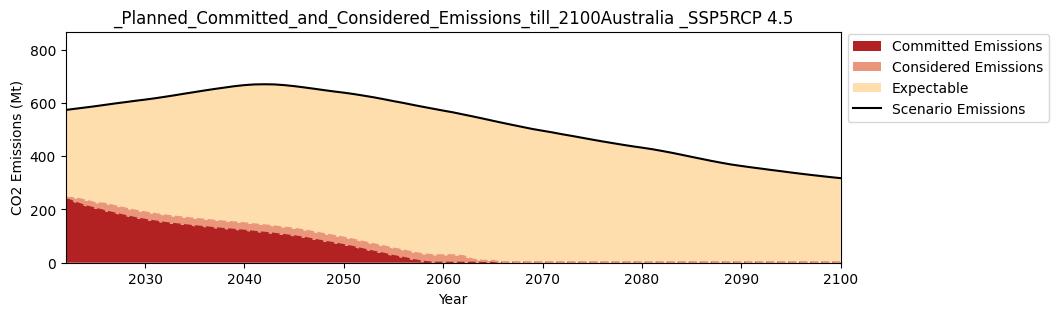 _Planned_Committed_and_Considered_Emissions_till_2100Australia _SSP5RCP 4.5
800
600
400
200
0
CO2 Emissions (Mt)
2030 2040 2050 2060 2070 2080 2090 2100
Year
Committed Emissions
Considered Emissions
Expectable
Scenario Emissions